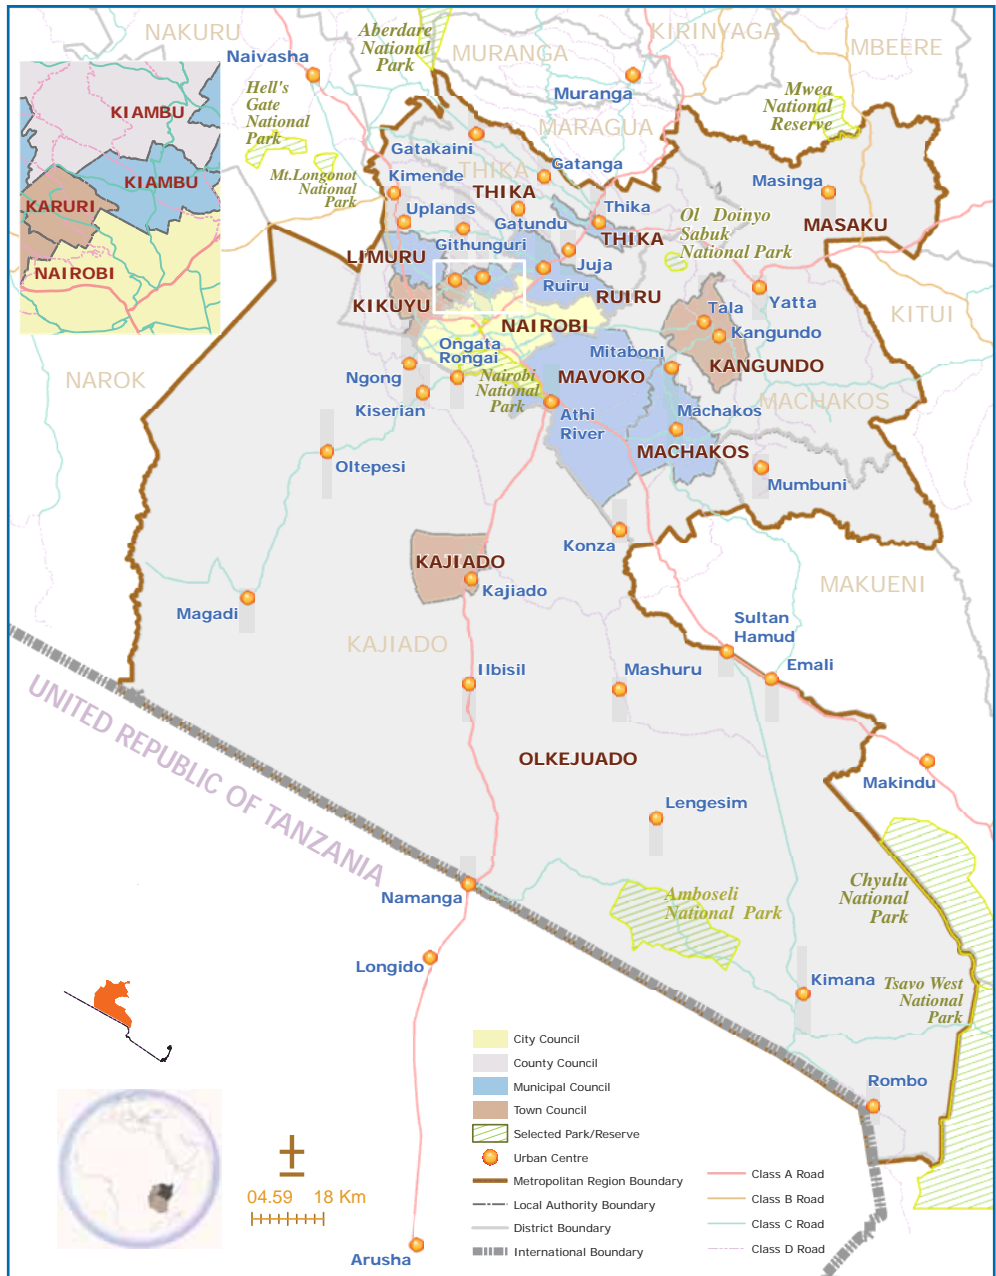 NAKURU
Aberdare
National
Park
MURANGA
KIRINYAGA
MBEERE
Naivasha
Hell's
Gate
National
Park
Muranga
Mwea
National
Reserve
MARAGUA
Gatakaini
THIKA
Gatanga
Mt.Longonot
National
Park
Kimende
THIKA
Masinga
Uplands
Gatundu
Thika
Ol Doinyo
Sabuk
National Park
MASAKU
Githunguri
THIKA
LIMURU
Juja
Ruiru
RUIRU
KIKUYU
Yatta
Tala
KITUI
NAIROBI
Kangundo
Ongata
Rongai
Mitaboni
KANGUNDO
NAROK
Ngong
Nairobi
National
Park
MAVOKO
MACHAKOS
Kiserian
Athi
River
Machakos
MACHAKOS
Oltepesi
Mumbuni
Konza
KAJIADO
Kajiado
MAKUENI
Magadi
Sultan
Hamud
KAJIADO
Emali
Ilbisil
Mashuru
OLKEJUADO
Makindu
Lengesim
UNITED REPUBLIC OF TANZANIA
Namanga
Amboseli
National Park
Chyulu
National
Park
Longido
Kimana
Tsavo West
National
Park
Rombo
Arusha
KIAMBU
KIAMBU
KARURI
NAIROBI
04.59 18 Km
City Council
County Council
Municipal Council
Town Council
Selected Park/Reserve
Urban Centre
Metropolitan Region Boundary
Local Authority Boundary
District Boundary
International Boundary
Class A Road
Class B Road
Class C Road
Class D Road